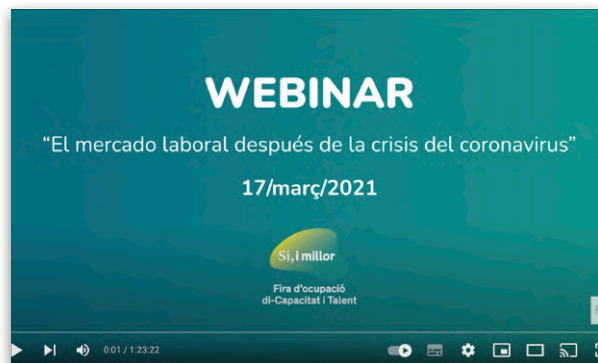 WEBINAR
“El mercado laboral después de la crisis del coronavirus”
17/març/2021
Sí, I millor
Fira d'ocupació
di-Capacitat i Talent
0:01 / 1:23:22